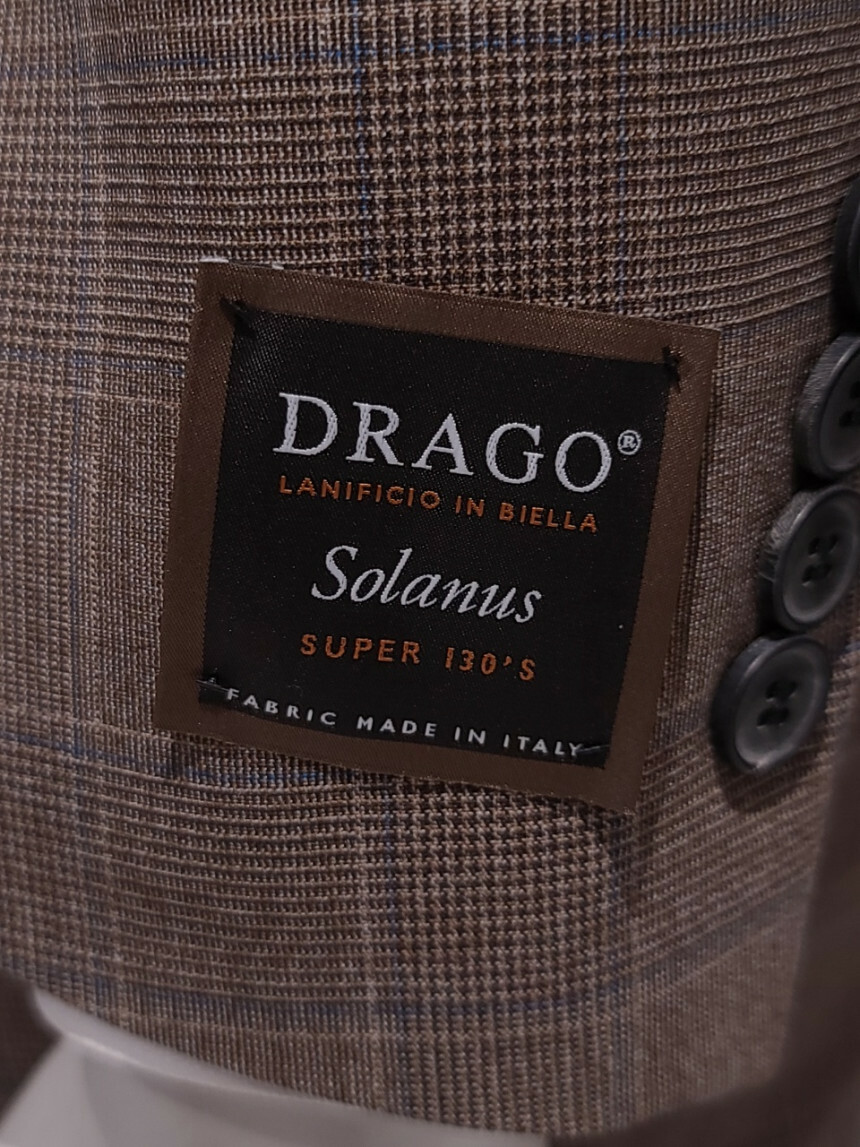 DRAGO®
LANIFICIO IN BIELLA
Solanus
SUPER 130'S
FABRIC MADE IN ITALY